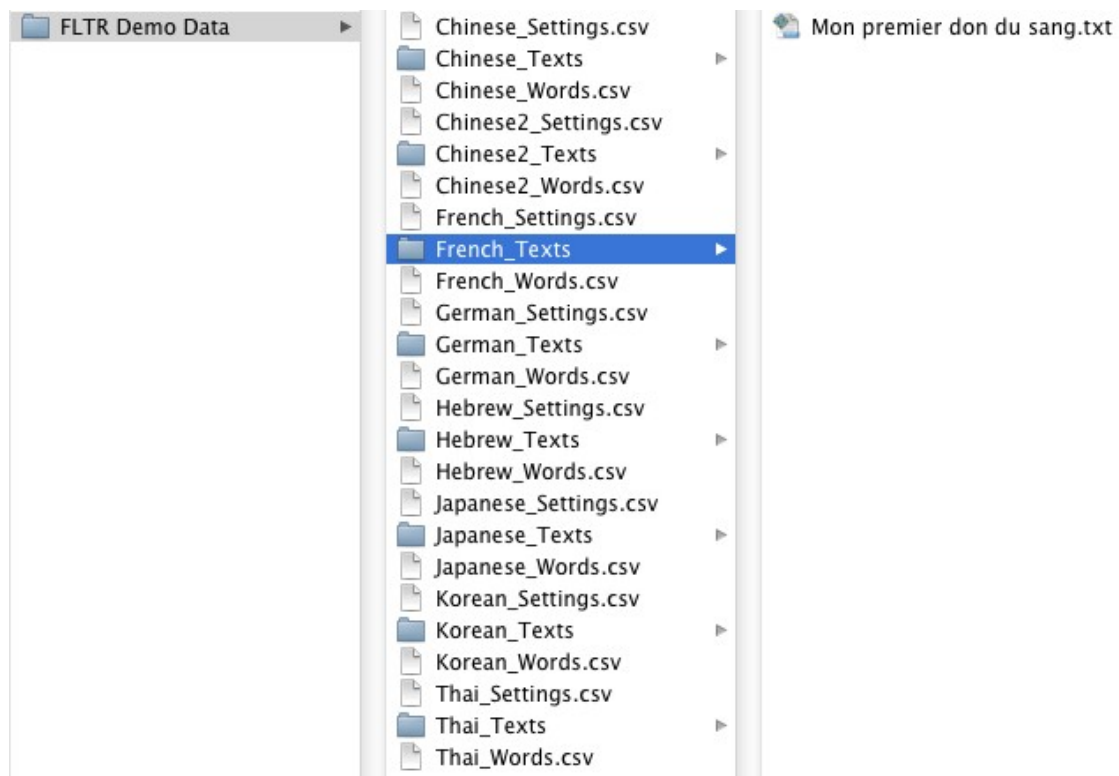 FLTR Demo Data
Chinese_Settings.csv
Chinese_Texts
Chinese_Words.csv
Chinese2_Settings.csv
Chinese2_Texts
Chinese2_Words.csv
French_Settings.csv
French_Texts
French_Words.csv
German_Settings.csv
German_Texts
German_Words.csv
Hebrew_Settings.csv
Hebrew_Texts
Hebrew_Words.csv
Japanese_Settings.csv
Japanese_Texts
Japanese_Words.csv
Korean_Settings.csv
Korean_Texts
Korean_Words.csv
Thai_Settings.csv
Thai_Texts
Thai_Words.csv
Mon premier don du sang.txt